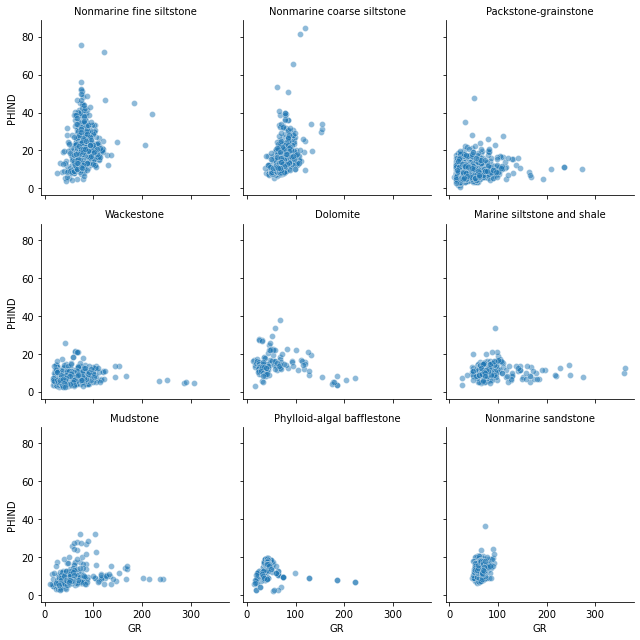 Nonmarine fine siltstone
Nonmarine coarse siltstone
Packstone-grainstone
80
60
40
20
0
PHIND
Wackestone
Dolomite
Marine siltstone and shale
80
60
40
20
0
PHIND
Mudstone
Phylloid-algal bafflestone
Nonmarine sandstone
80
60
40
20
0
PHIND
0 100 200 300
0 100 200 300
0 100 200 300
GR
GR
GR